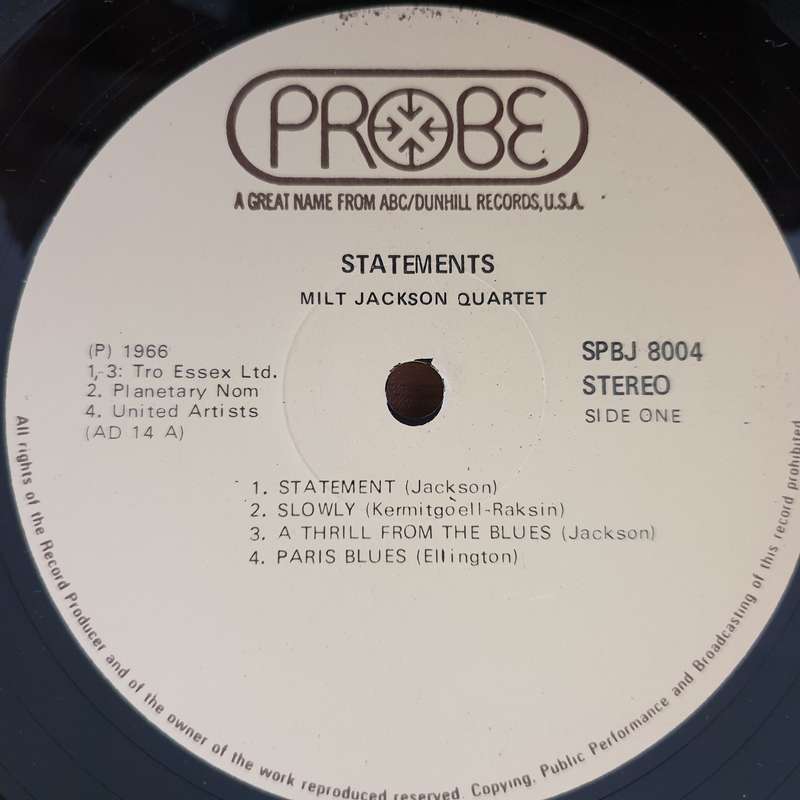 PROBE
A GREAT NAME FROM ABC/DUNHILL RECORDS, U.S.A.
STATEMENTS
MILT JACKSON QUARTET
(P) 1966
1,-3: Tro Essex Ltd.
2. Planetary Nom
4. United Artists
(AD 14 A)
SPBJ 8004
STEREO
SIDE ONE
1. STATEMENT (Jackson)
2. SLOWLY (Kermitgoell-Raksin)
3. A THRILL FROM THE BLUES (Jackson)
4. PARIS BLUES (Ellington)
All rights of the Record Producer and of the owner of the work reproduced reserved. Copying, Public Performance and Broadcasting of this record prohibited